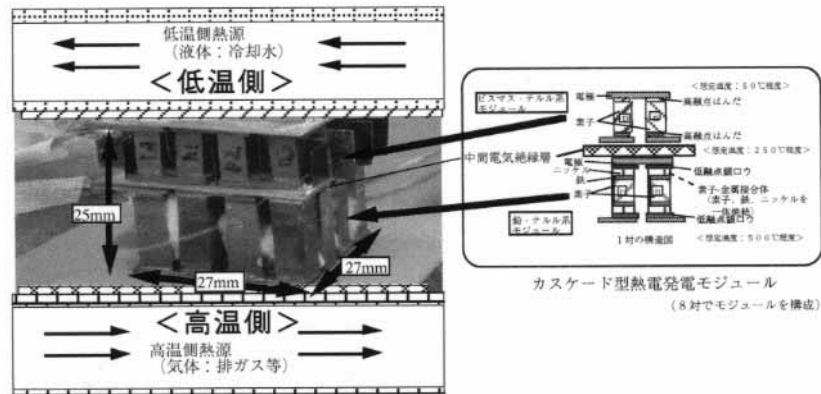 低温側熱源
(液体：冷却水)
＜低温側＞
25mm
27mm
27mm
＜高温側＞
高温側熱源
(気体：排ガス等)
ビスマス・テルル系
モジュール
中間電気絶縁層
鉛・テルル系
モジュール
＜想定温度：50℃程度＞
電極
高融点はんだ
素子
高融点はんだ
＜想定温度：250℃程度＞
電極
ニッケル
鉄
素子
低融点銀ロウ
素子-金属接合体
(素子、鉄、ニッケルを
一体焼結)
低融点銀ロウ
＜想定温度：500℃程度＞
1対の構造図
カスケード型熱電発電モジュール
(8対でモジュールを構成)